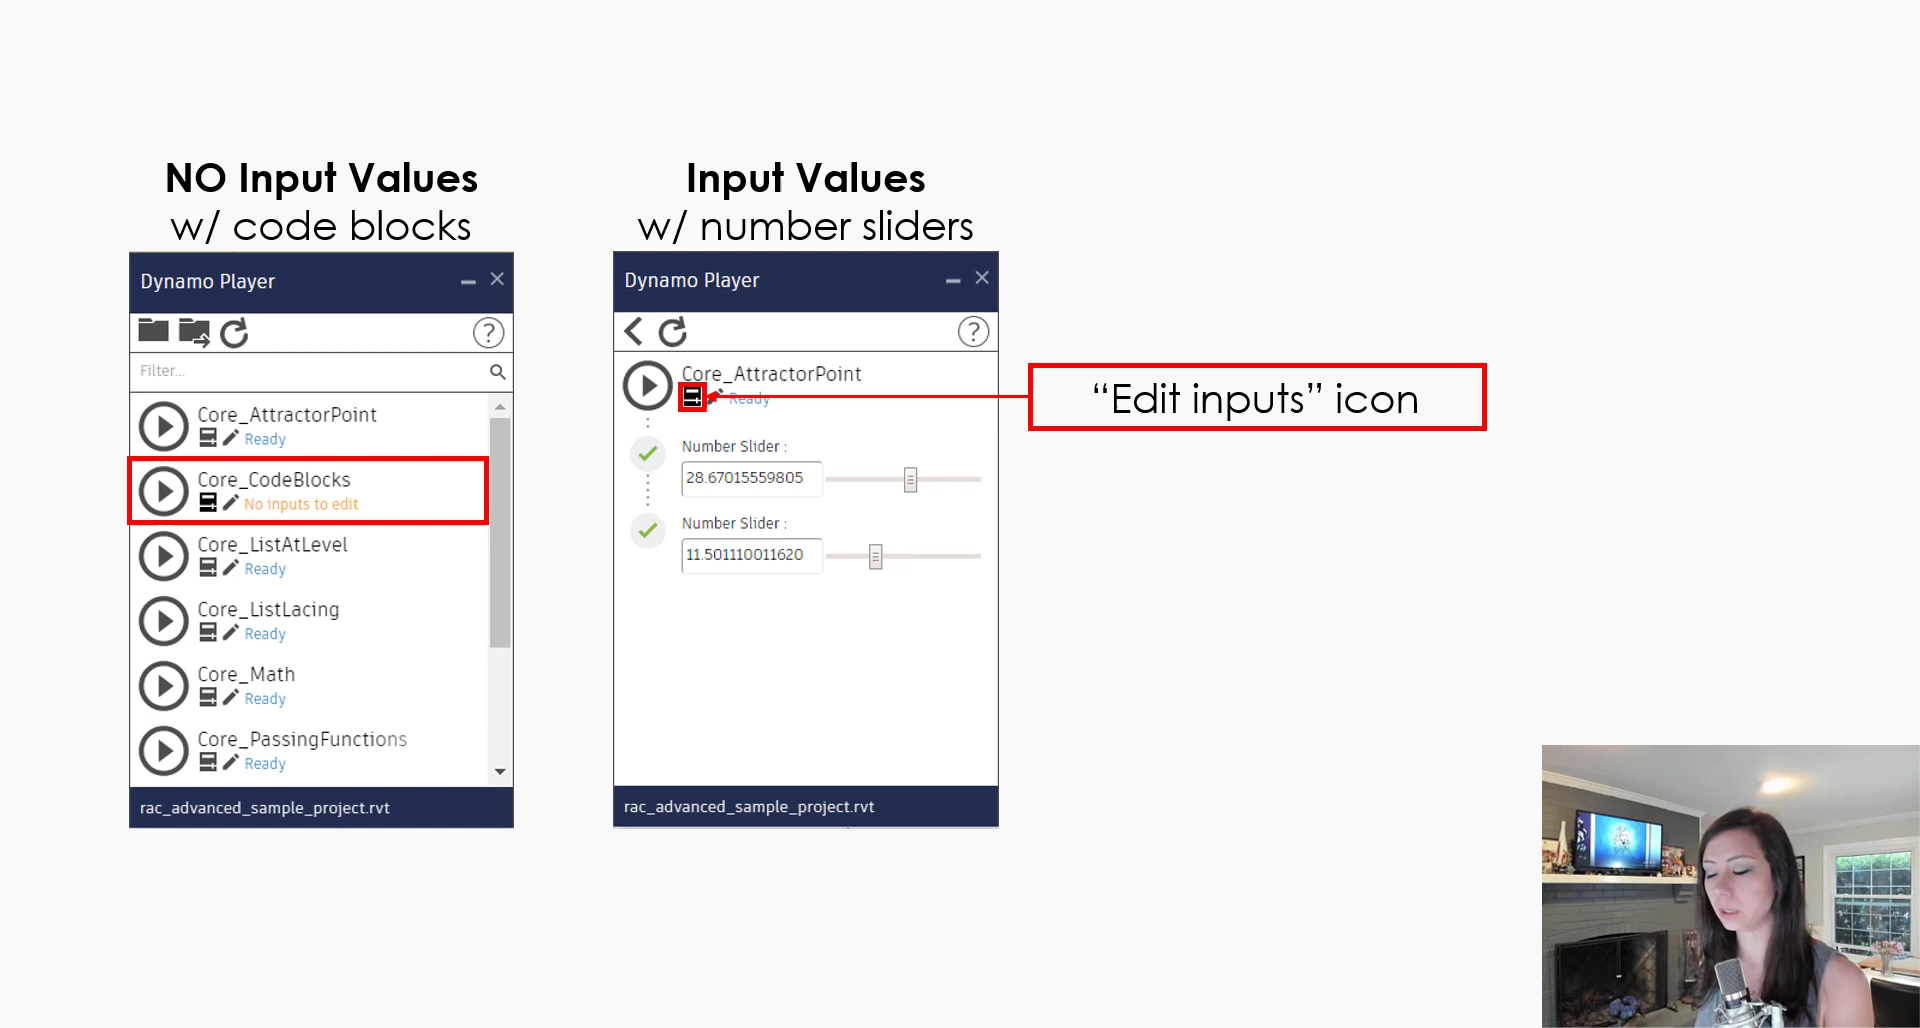 NO Input Values
w/ code blocks
Dynamo Player
?
Filter...
Core_AttractorPoint
Ready
Core_CodeBlocks
No inputs to edit
Core_ListAtLevel
Ready
Core_ListLacing
Ready
Core_Math
Ready
Core_PassingFunctions
Ready
rac_advanced_sample_project.rvt
Input Values
w/ number sliders
Dynamo Player
?
Core_AttractorPoint
Ready
Number Slider :
28.67015559805
Number Slider :
11.501110011620
rac_advanced_sample_project.rvt
“Edit inputs” icon